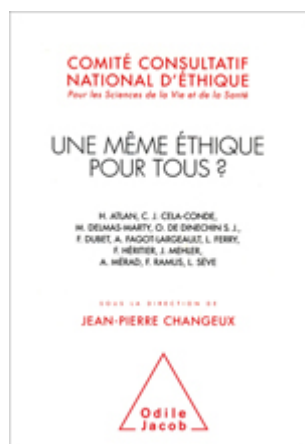 COMITÉ CONSULTATIF
NATIONAL D'ÉTHIQUE
Pour les Sciences de la Vie et de la Santé
UNE MÊME ÉTHIQUE
POUR TOUS ?
H. ATLAN, C. J. CELA-CONDE,
M. DELMAS-MARTY, O. DE DINECHIN S. J.,
F. DUBET, A. FAGOT-LARGEAULT, L. FERRY,
F. HÉRITIER, J. MEHLER,
A. MÉRAD, F. RAMUS, L. SÈVE
SOUS LA DIRECTION DE
JEAN-PIERRE CHANGEUX
Odile
Jacob